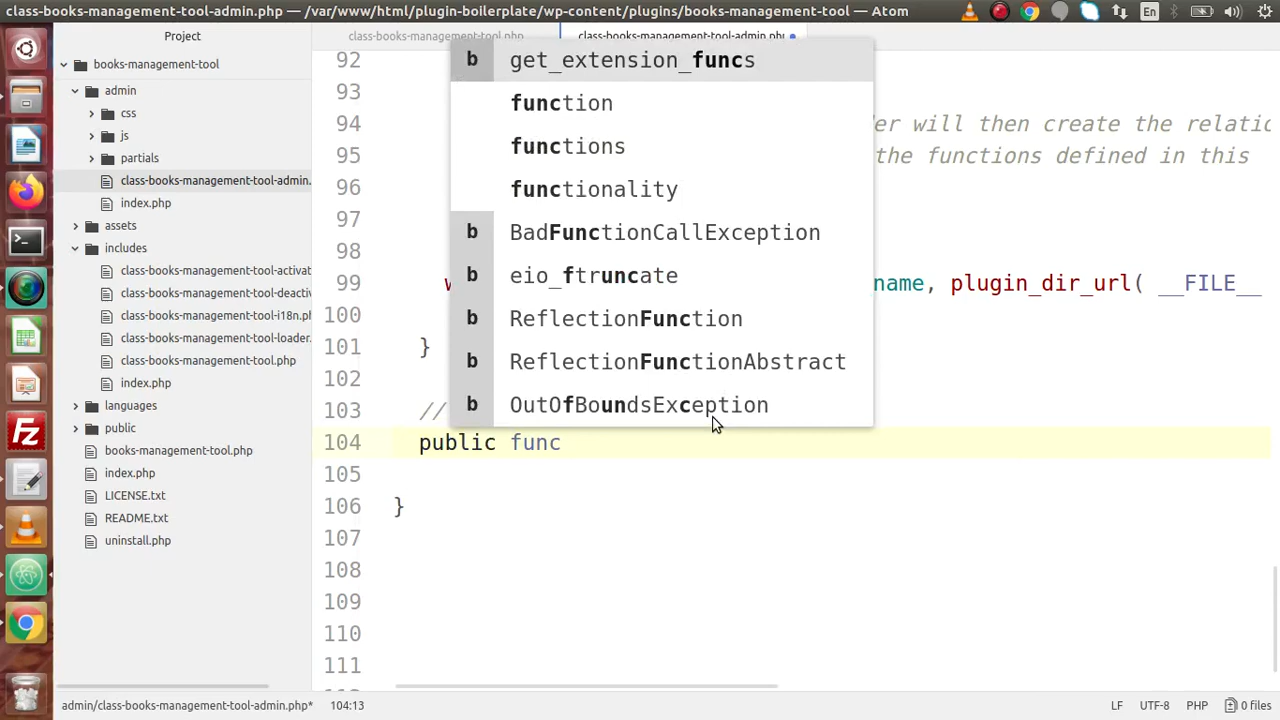 class-books-management-tool-admin.php — /var/www/html/plugin-boilerplate/wp-content/plugins/books-management-tool — Atom
En
Project
class-books-management-tool.php
class-books-management-tool-admin.php
books-management-tool
admin
css
js
partials
class-books-management-tool-admin.
index.php
assets
includes
class-books-management-tool-activat
class-books-management-tool-deactiv
class-books-management-tool-i18n.ph
class-books-management-tool-loader.
class-books-management-tool.php
index.php
languages
public
books-management-tool.php
index.php
LICENSE.txt
README.txt
uninstall.php
92
93
94 der will then create the relatio
95 the functions defined in this
96
97
98
99 w name, plugin_dir_url( __FILE__
100
101 }
102
103 //
104 public func
105
106 }
107
108
109
110
111
b get_extension_funcs
function
functions
functionality
b BadFunctionCallException
b eio_ftruncate
b ReflectionFunction
b ReflectionFunctionAbstract
b OutOfBoundsException
admin/class-books-management-tool-admin.php* 104:13
LF UTF-8 PHP 0 files